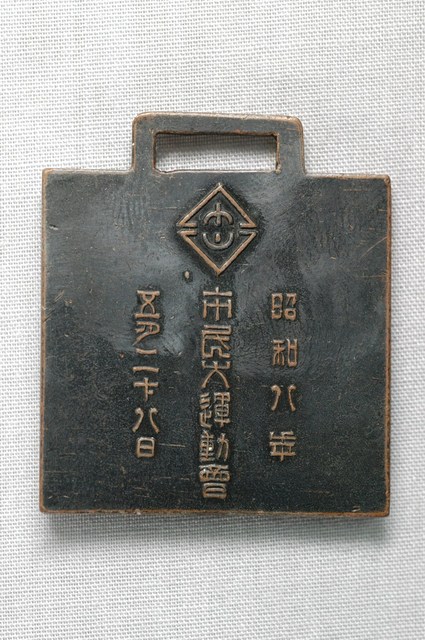 昭和八年
市民大運動會
五月二十八日